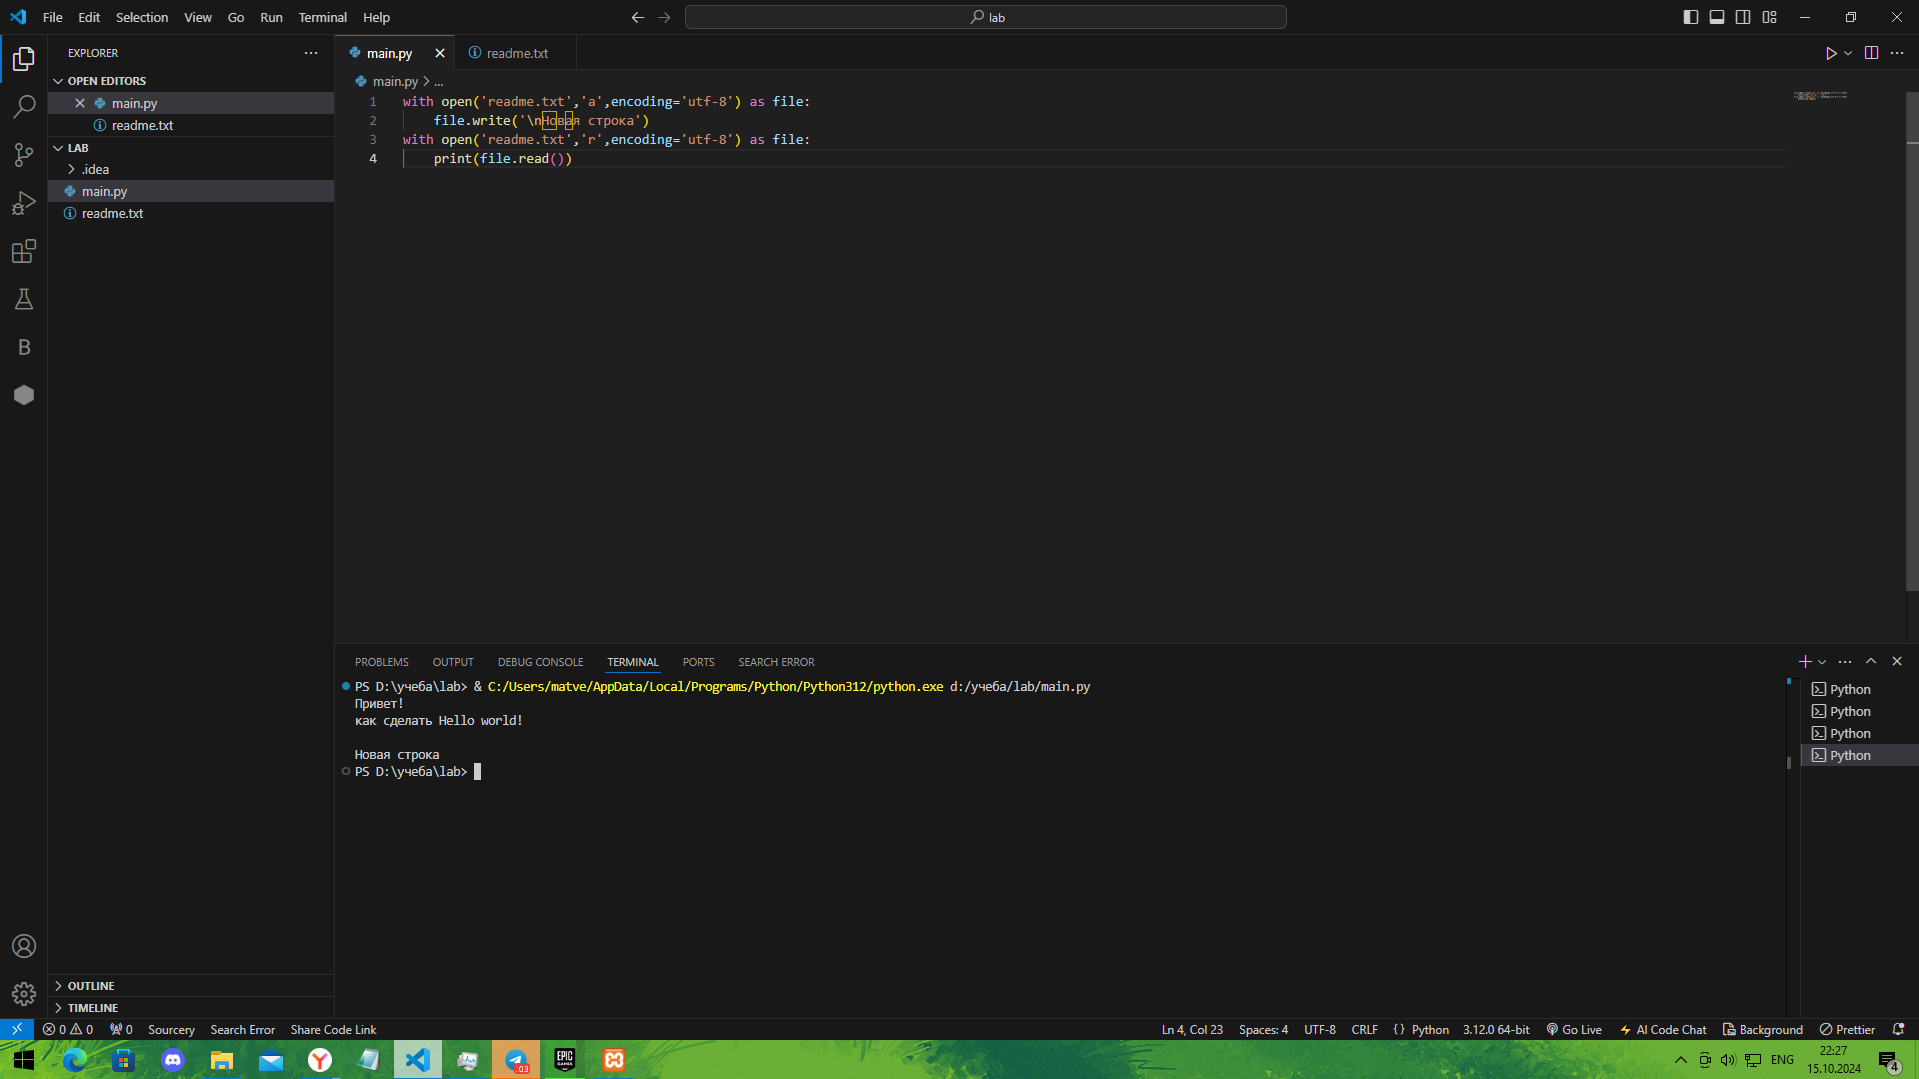 File Edit Selection View Go Run Terminal Help
lab
EXPLORER
OPEN EDITORS
main.py
readme.txt
LAB
.idea
main.py
readme.txt
OUTLINE
TIMELINE
main.py
readme.txt
main.py > ...
1 with open('readme.txt','a',encoding='utf-8') as file:
2 file.write('\nНовая строка')
3 with open('readme.txt','r',encoding='utf-8') as file:
4 print(file.read())
PROBLEMS OUTPUT DEBUG CONSOLE TERMINAL PORTS SEARCH ERROR
PS D:\учеба\lab> & C:/Users/matve/AppData/Local/Programs/Python/Python312/python.exe d:/учеба/lab/main.py
Привет!
как сделать Hello world!
Новая строка
PS D:\учеба\lab>
Python
Python
Python
Python
0 0 0 Sourcery Search Error Share Code Link
Ln 4, Col 23 Spaces: 4 UTF-8 CRLF { } Python 3.12.0 64-bit Go Live AI Code Chat Background Prettier
EPIC GAMES
.03
ENG
22:27
15.10.2024
4